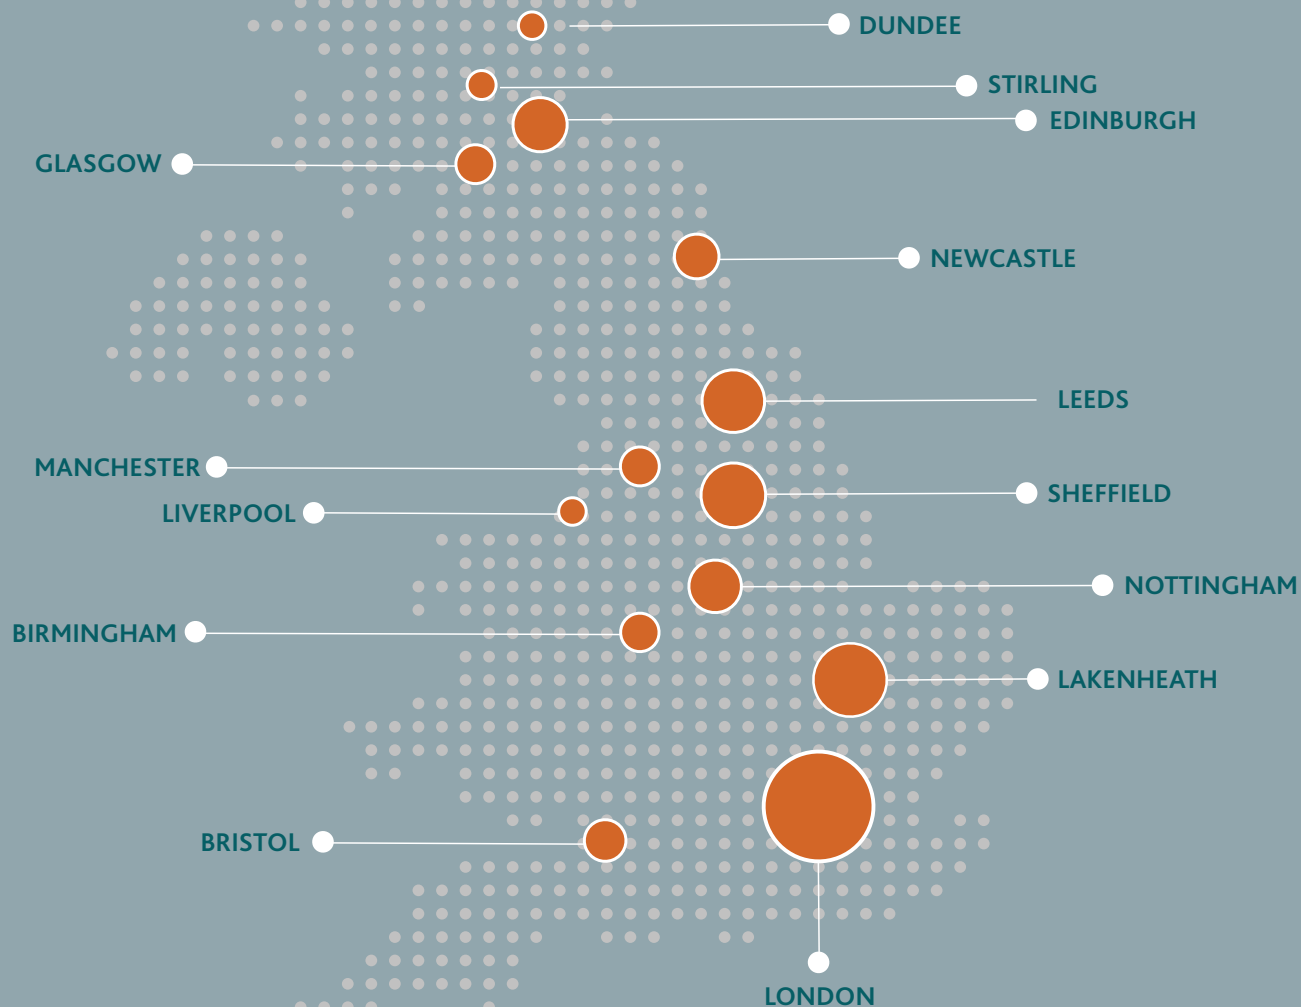 DUNDEE
STIRLING
EDINBURGH
GLASGOW
NEWCASTLE
LEEDS
MANCHESTER
SHEFFIELD
LIVERPOOL
NOTTINGHAM
BIRMINGHAM
LAKENHEATH
BRISTOL
LONDON